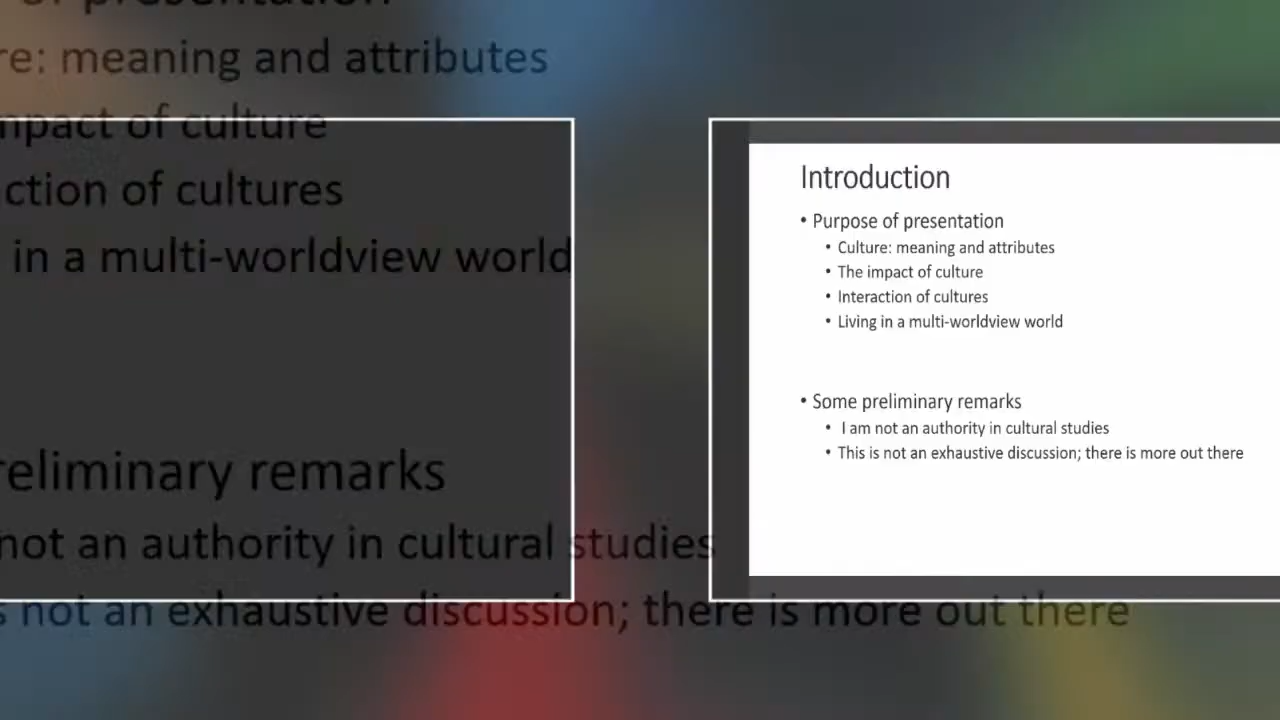 of presentation
re: meaning and attributes
mpact of culture
ction of cultures
in a multi-worldview world
reliminary remarks
not an authority in cultural studies
s not an exhaustive discussion; there is more out there
Introduction
• Purpose of presentation
• Culture: meaning and attributes
• The impact of culture
• Interaction of cultures
• Living in a multi-worldview world
• Some preliminary remarks
• I am not an authority in cultural studies
• This is not an exhaustive discussion; there is more out there